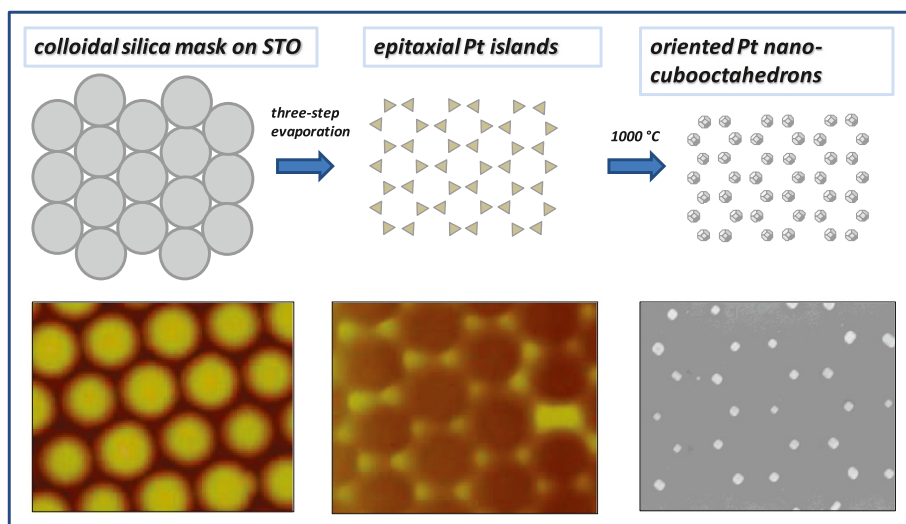 colloidal silica mask on STO
epitaxial Pt islands
oriented Pt nano-
cubooctahedrons
three-step
evaporation
1000 °C